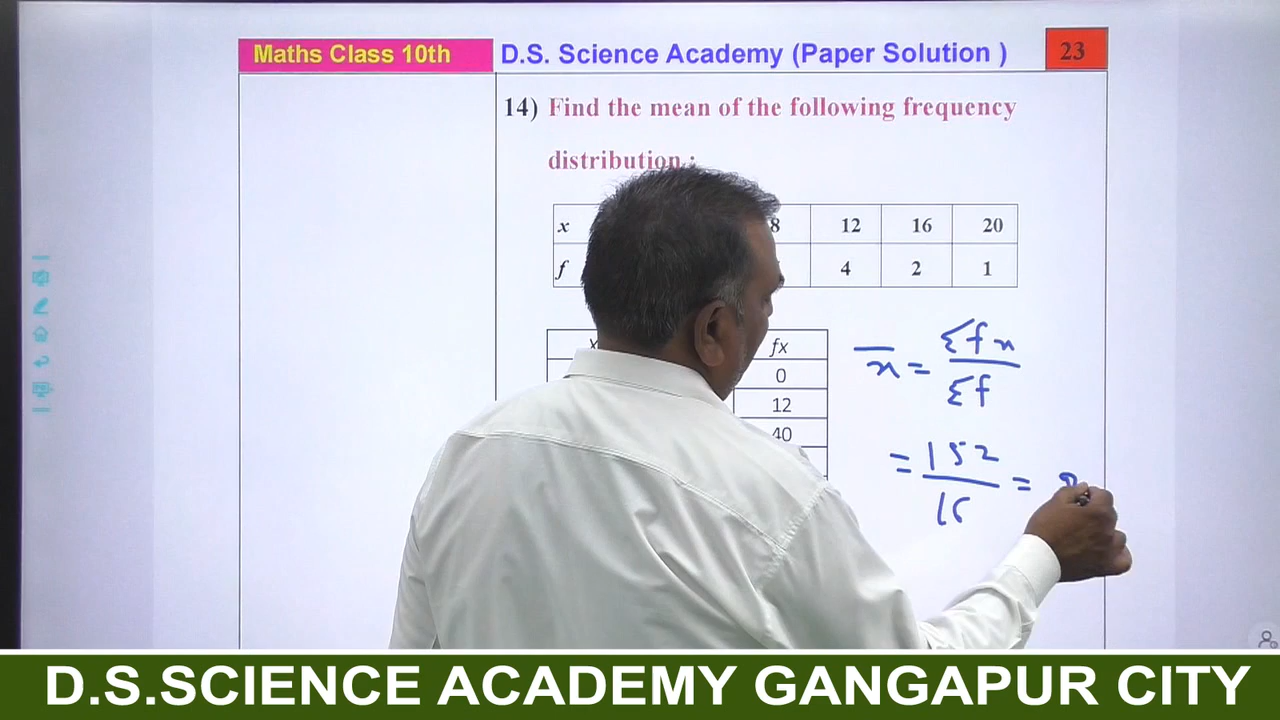 Maths Class 10th D.S. Science Academy (Paper Solution ) 23
14) Find the mean of the following frequency
distribution :
x 8 12 16 20
f 4 2 1
fx
0
12
40
x̄ = Σfx / Σf
= 152 / 16 =
D.S.SCIENCE ACADEMY GANGAPUR CITY